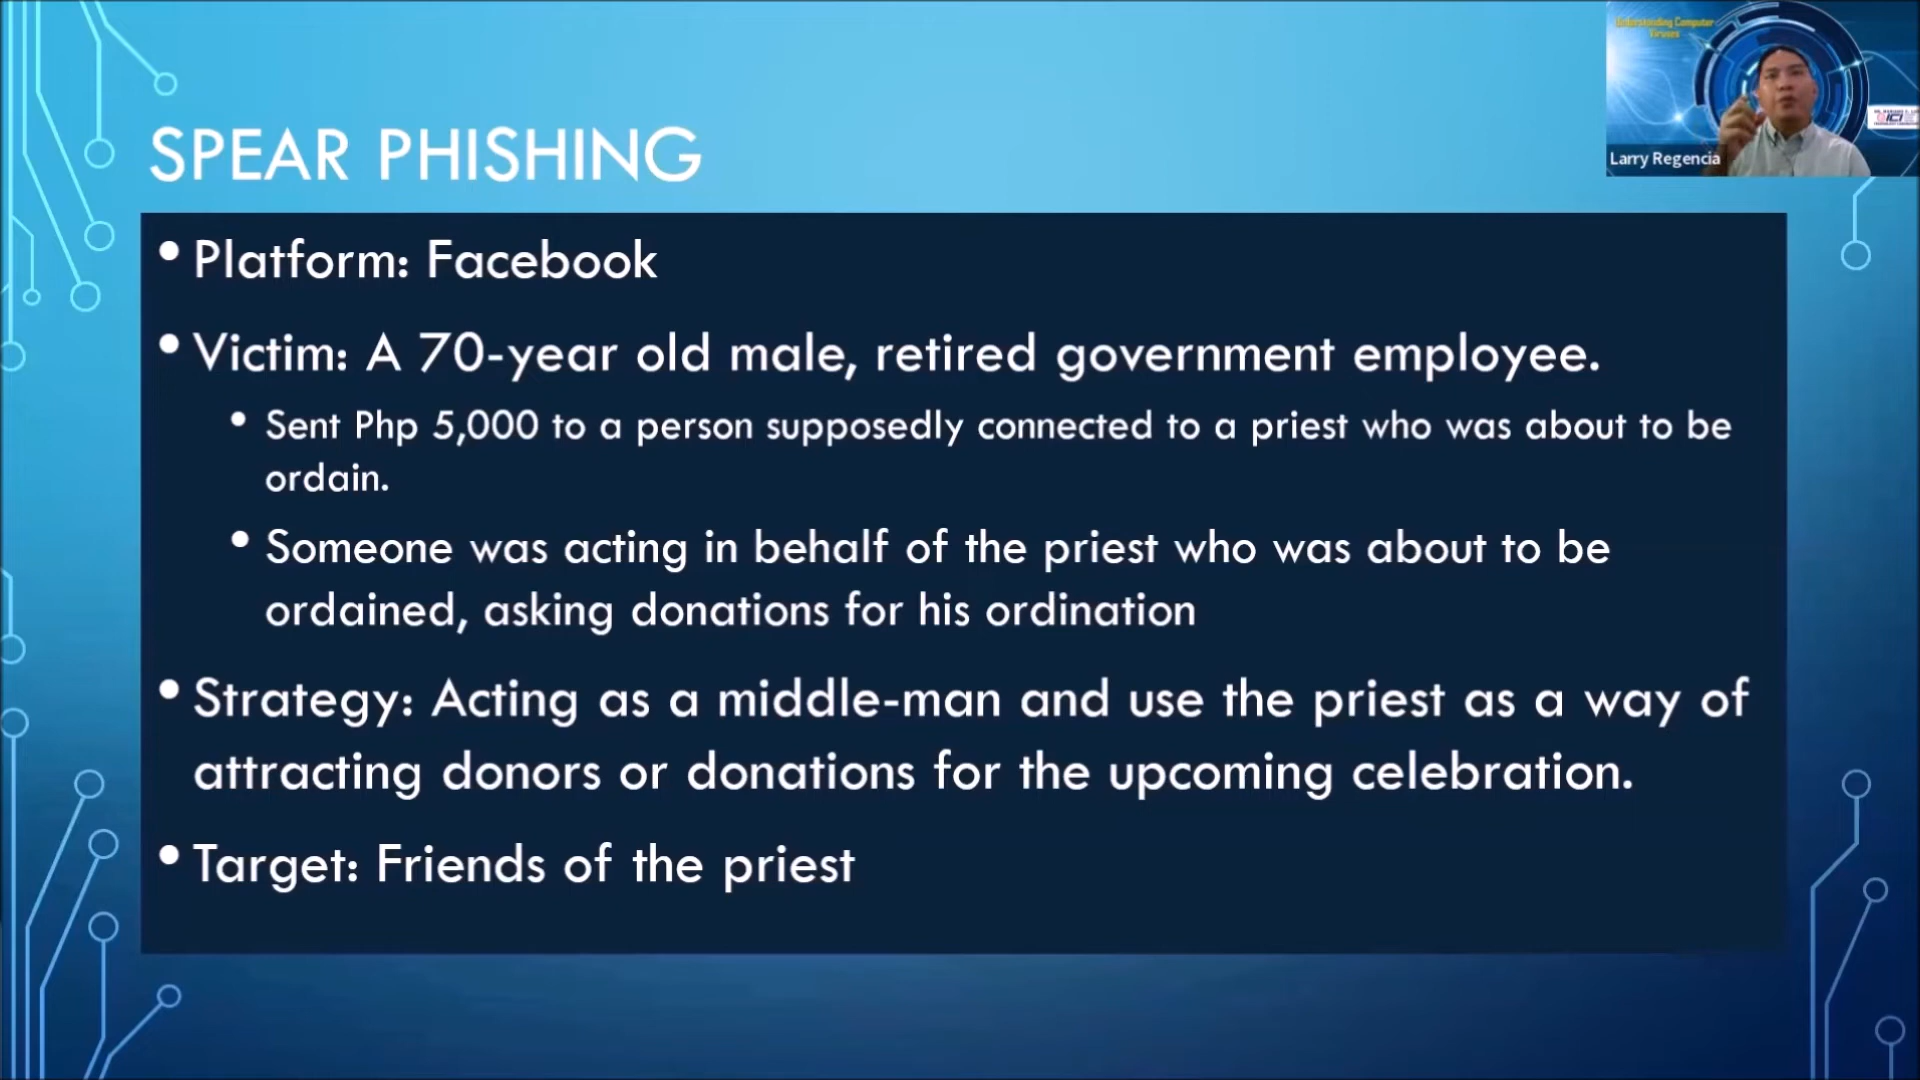 Understanding Computer
Viruses
Larry Regencia
SPEAR PHISHING
• Platform: Facebook
• Victim: A 70-year old male, retired government employee.
• Sent Php 5,000 to a person supposedly connected to a priest who was about to be
ordain.
• Someone was acting in behalf of the priest who was about to be
ordained, asking donations for his ordination
• Strategy: Acting as a middle-man and use the priest as a way of
attracting donors or donations for the upcoming celebration.
• Target: Friends of the priest